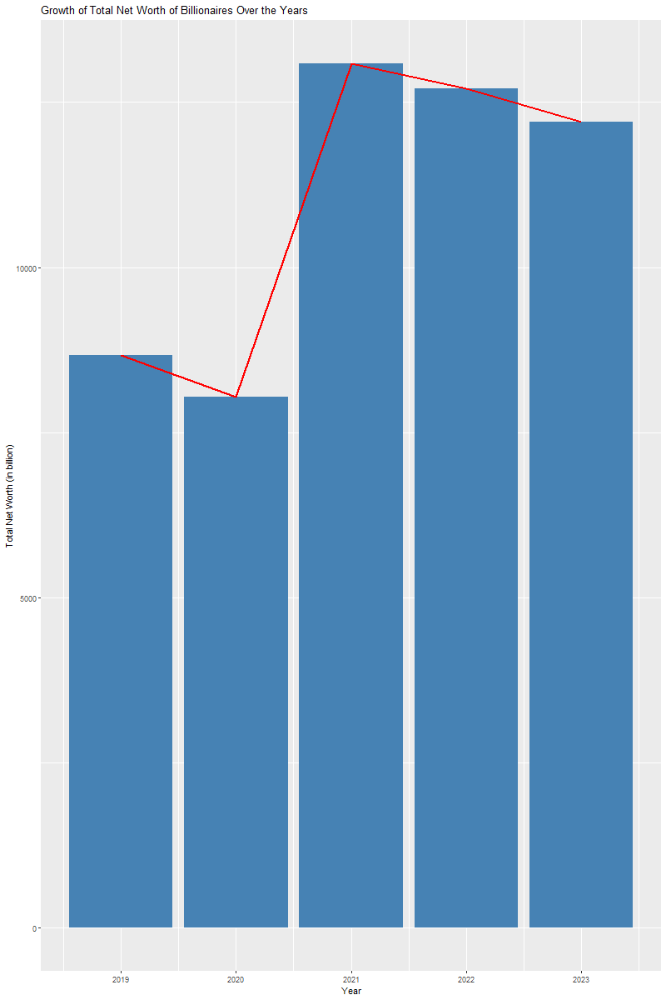 Growth of Total Net Worth of Billionaires Over the Years
Total Net Worth (in billion)
10000
5000
0
2019 2020 2021 2022 2023
Year